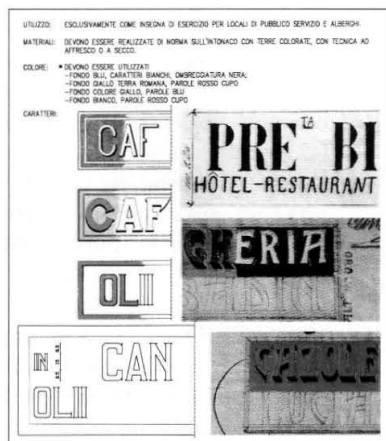 UTILIZZO: ESCLUSIVAMENTE COME INSEGNA DI ESERCIZIO PER LOCALI DI PUBBLICO SERVIZIO E ALBERGHI.
MATERIALI: DEVONO ESSERE REALIZZATE DI NORMA SULL'INTONACO CON TERRE COLORATE, CON TECNICA AD
AFFRESCO O A SECCO.
COLORE: • DEVONO ESSERE UTILIZZATI
-FONDO BLU, CARATTERI BIANCHI, OMBREGGIATURA NERA;
-FONDO GIALLO TERRA ROMANA, PAROLE ROSSO CUPO
-FONDO COLORE GIALLO, PAROLE BLU
-FONDO BIANCO, PAROLE ROSSO CUPO
CARATTERI:
CAF
PRE TA BI
HÔTEL-RESTAURANT
CAF
GHERIA
OLII
IN CAN
OLII